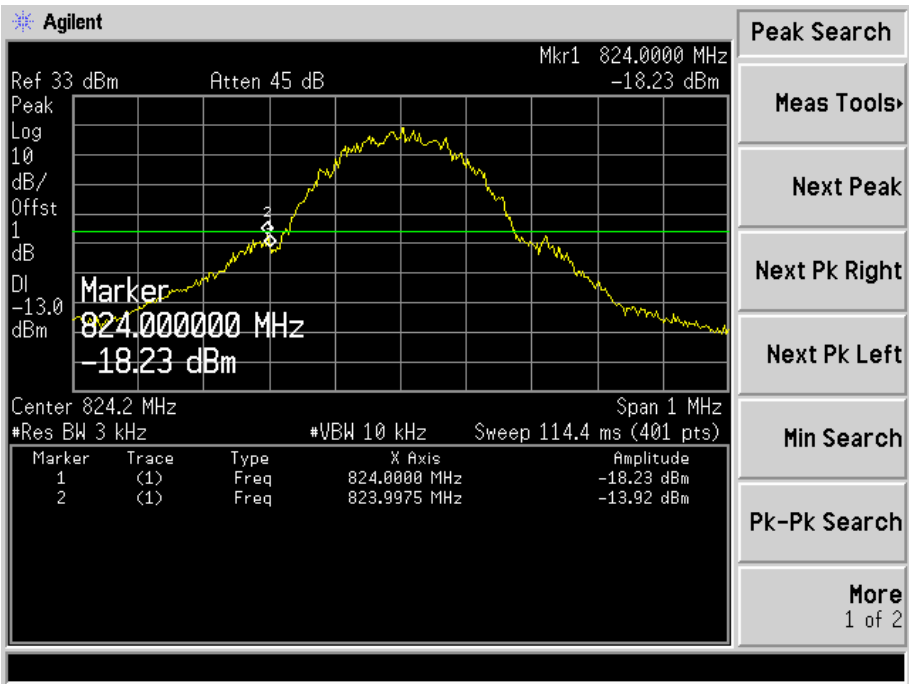 Agilent
Peak Search
Mkr1 824.0000 MHz
Ref 33 dBm Atten 45 dB -18.23 dBm
Peak
Log
10
dB/
Offst
1
dB
DI
-13.0
dBm
2
Marker
824.000000 MHz
-18.23 dBm
Center 824.2 MHz Span 1 MHz
#Res BW 3 kHz #VBW 10 kHz Sweep 114.4 ms (401 pts)
Marker Trace Type X Axis Amplitude
1 (1) Freq 824.0000 MHz -18.23 dBm
2 (1) Freq 823.9975 MHz -13.92 dBm
Meas Tools
Next Peak
Next Pk Right
Next Pk Left
Min Search
Pk-Pk Search
More
1 of 2